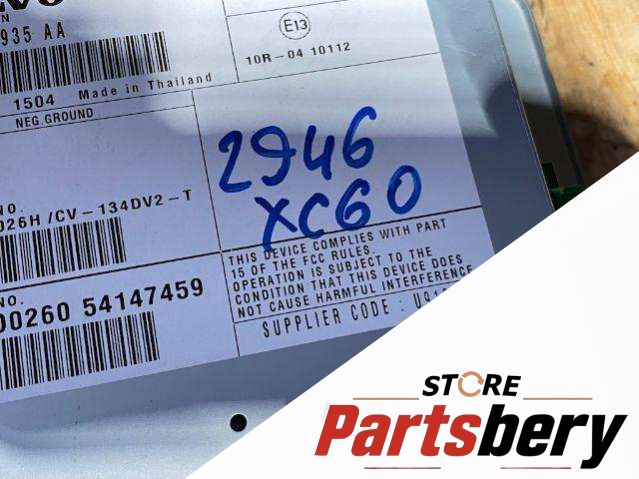 935 AA
1504 Made in Thailand
NEG.GROUND
E13
10R-04 10112
2946
XC60
026H/CV-134DV2-T
NO.
00260 54147459
THIS DEVICE COMPLIES WITH PART
15 OF THE FCC RULES.
OPERATION IS SUBJECT TO THE
CONDITION THAT THIS DEVICE DOES
NOT CAUSE HARMFUL INTERFERENCE
SUPPLIER CODE :
STORE
Partsbery